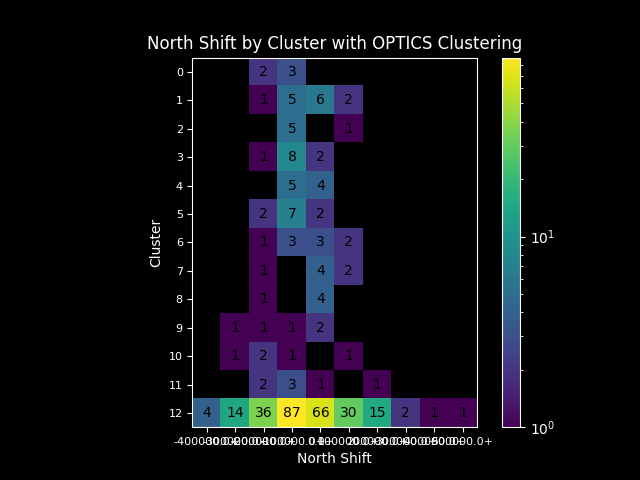 North Shift by Cluster with OPTICS Clustering
0 2 3
1 1 5 6 2
2 5 1
3 1 8 2
4 5 4
5 2 7 2
6 1 3 3 2
7 1 4 2
8 1 4
9 1 1 1 2
10 1 2 1 1
11 2 3 1 1
12 4 14 36 87 66 30 15 2 1 1
Cluster
North Shift
10¹
10⁰